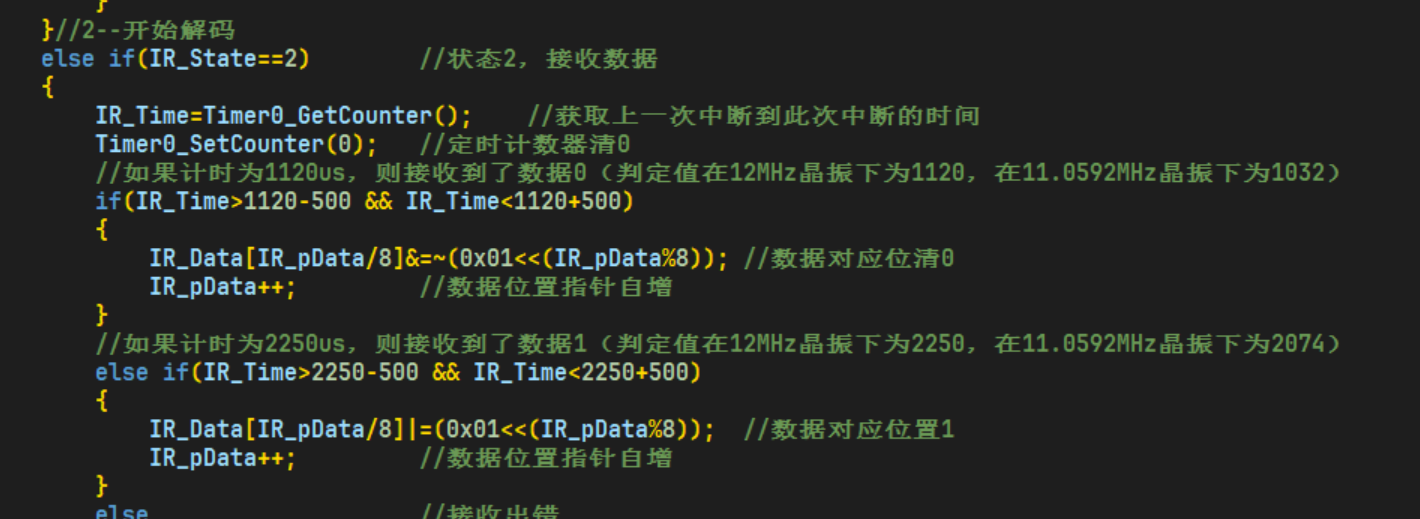 }
}//2--开始解码
else if(IR_State==2)        //状态2，接收数据
{
    IR_Time=Timer0_GetCounter();    //获取上一次中断到此次中断的时间
    Timer0_SetCounter(0);   //定时计数器清0
    //如果计时为1120us，则接收到了数据0（判定值在12MHz晶振下为1120，在11.0592MHz晶振下为1032）
    if(IR_Time>1120-500 && IR_Time<1120+500)
    {
        IR_Data[IR_pData/8]&=~(0x01<<(IR_pData%8)); //数据对应位清0
        IR_pData++;         //数据位置指针自增
    }
    //如果计时为2250us，则接收到了数据1（判定值在12MHz晶振下为2250，在11.0592MHz晶振下为2074）
    else if(IR_Time>2250-500 && IR_Time<2250+500)
    {
        IR_Data[IR_pData/8]|=(0x01<<(IR_pData%8));  //数据对应位置1
        IR_pData++;         //数据位置指针自增
    }
    else                    //接收出错